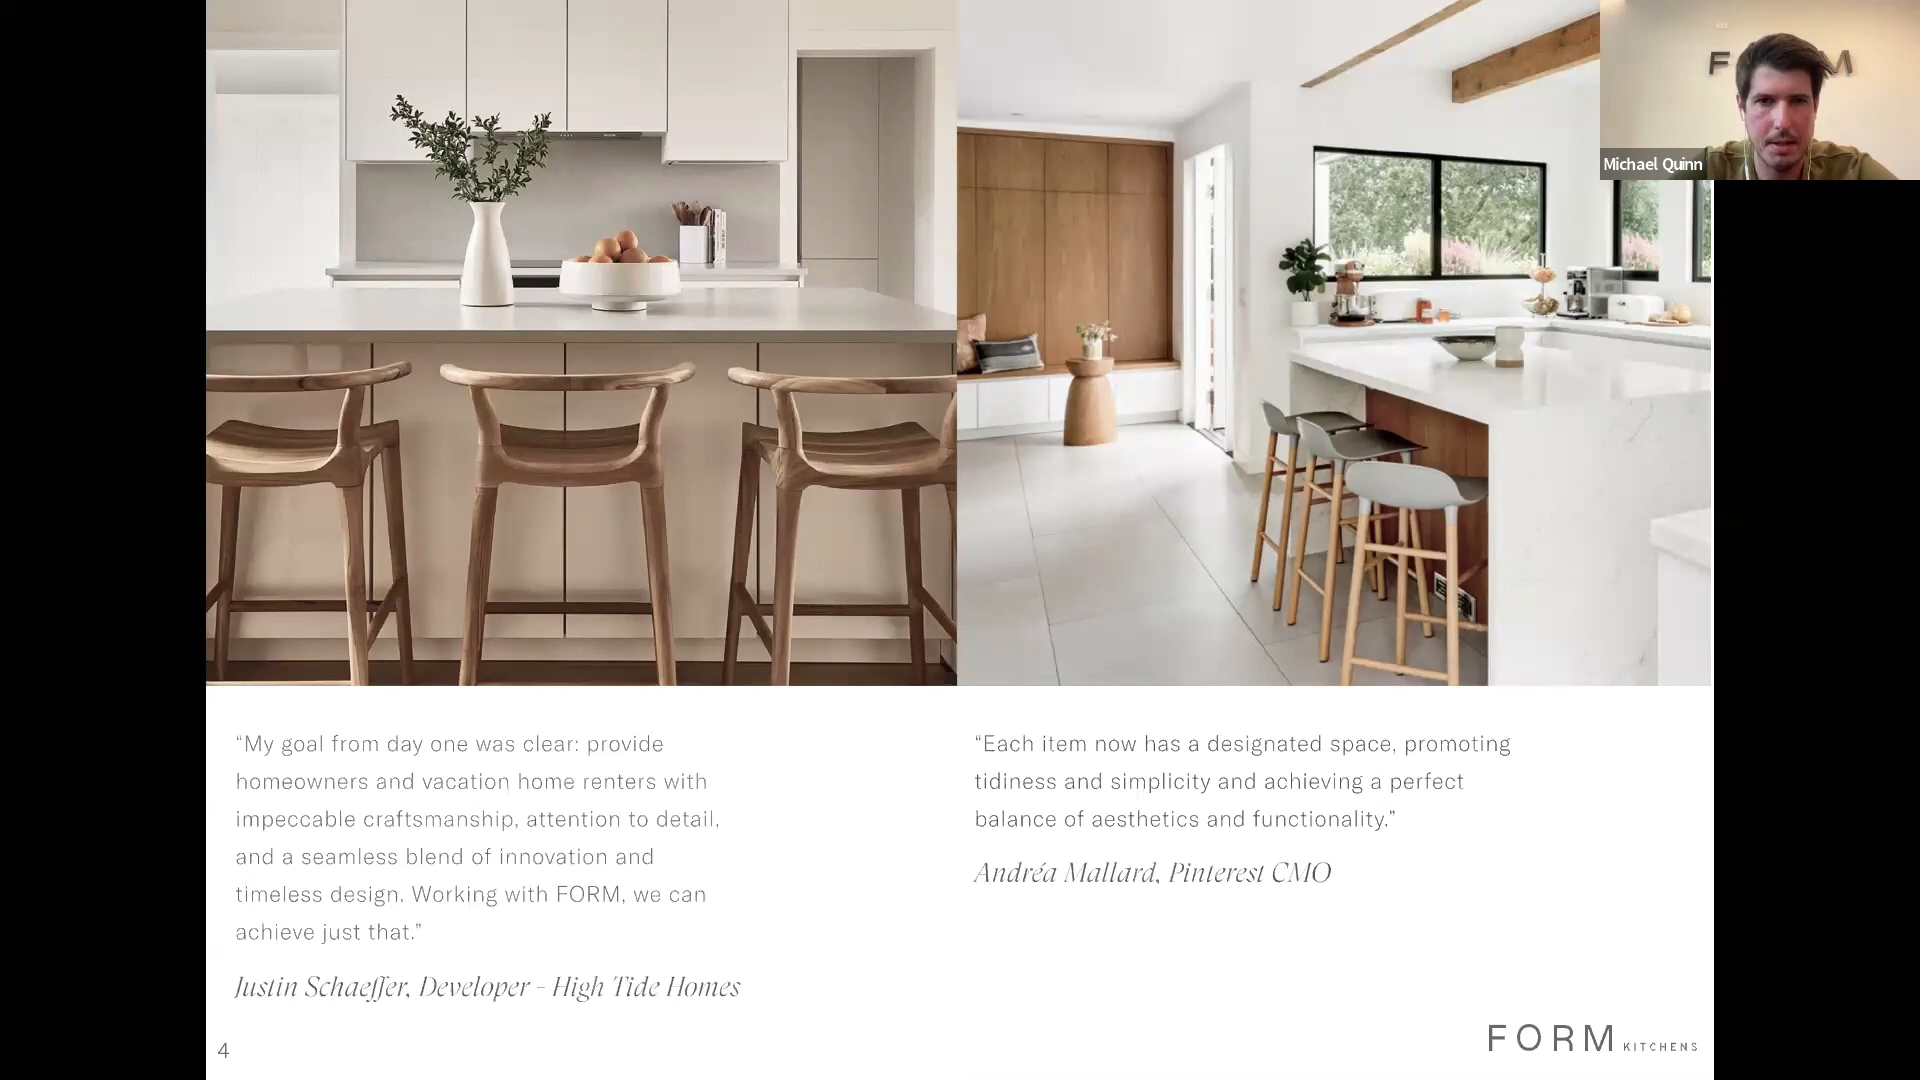 F RM
Michael Quinn
“My goal from day one was clear: provide
homeowners and vacation home renters with
impeccable craftsmanship, attention to detail,
and a seamless blend of innovation and
timeless design. Working with FORM, we can
achieve just that.”
Justin Schaeffer, Developer - High Tide Homes
“Each item now has a designated space, promoting
tidiness and simplicity and achieving a perfect
balance of aesthetics and functionality.”
Andréa Mallard, Pinterest CMO
4
FORM KITCHENS